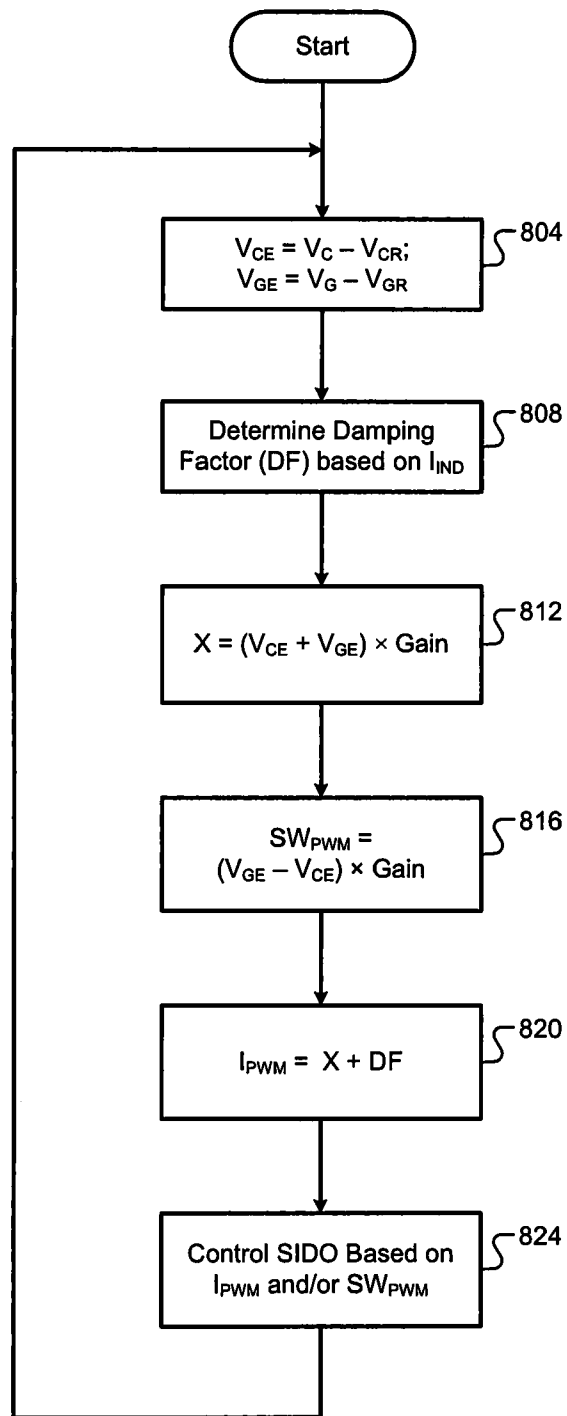 Start
V_CE = V_C – V_CR;
804
V_GE = V_G – V_GR
Determine Damping
808
Factor (DF) based on I_IND
X = (V_CE + V_GE) × Gain
812
SW_PWM =
816
(V_GE – V_CE) × Gain
I_PWM = X + DF
820
Control SIDO Based on
824
I_PWM and/or SW_PWM